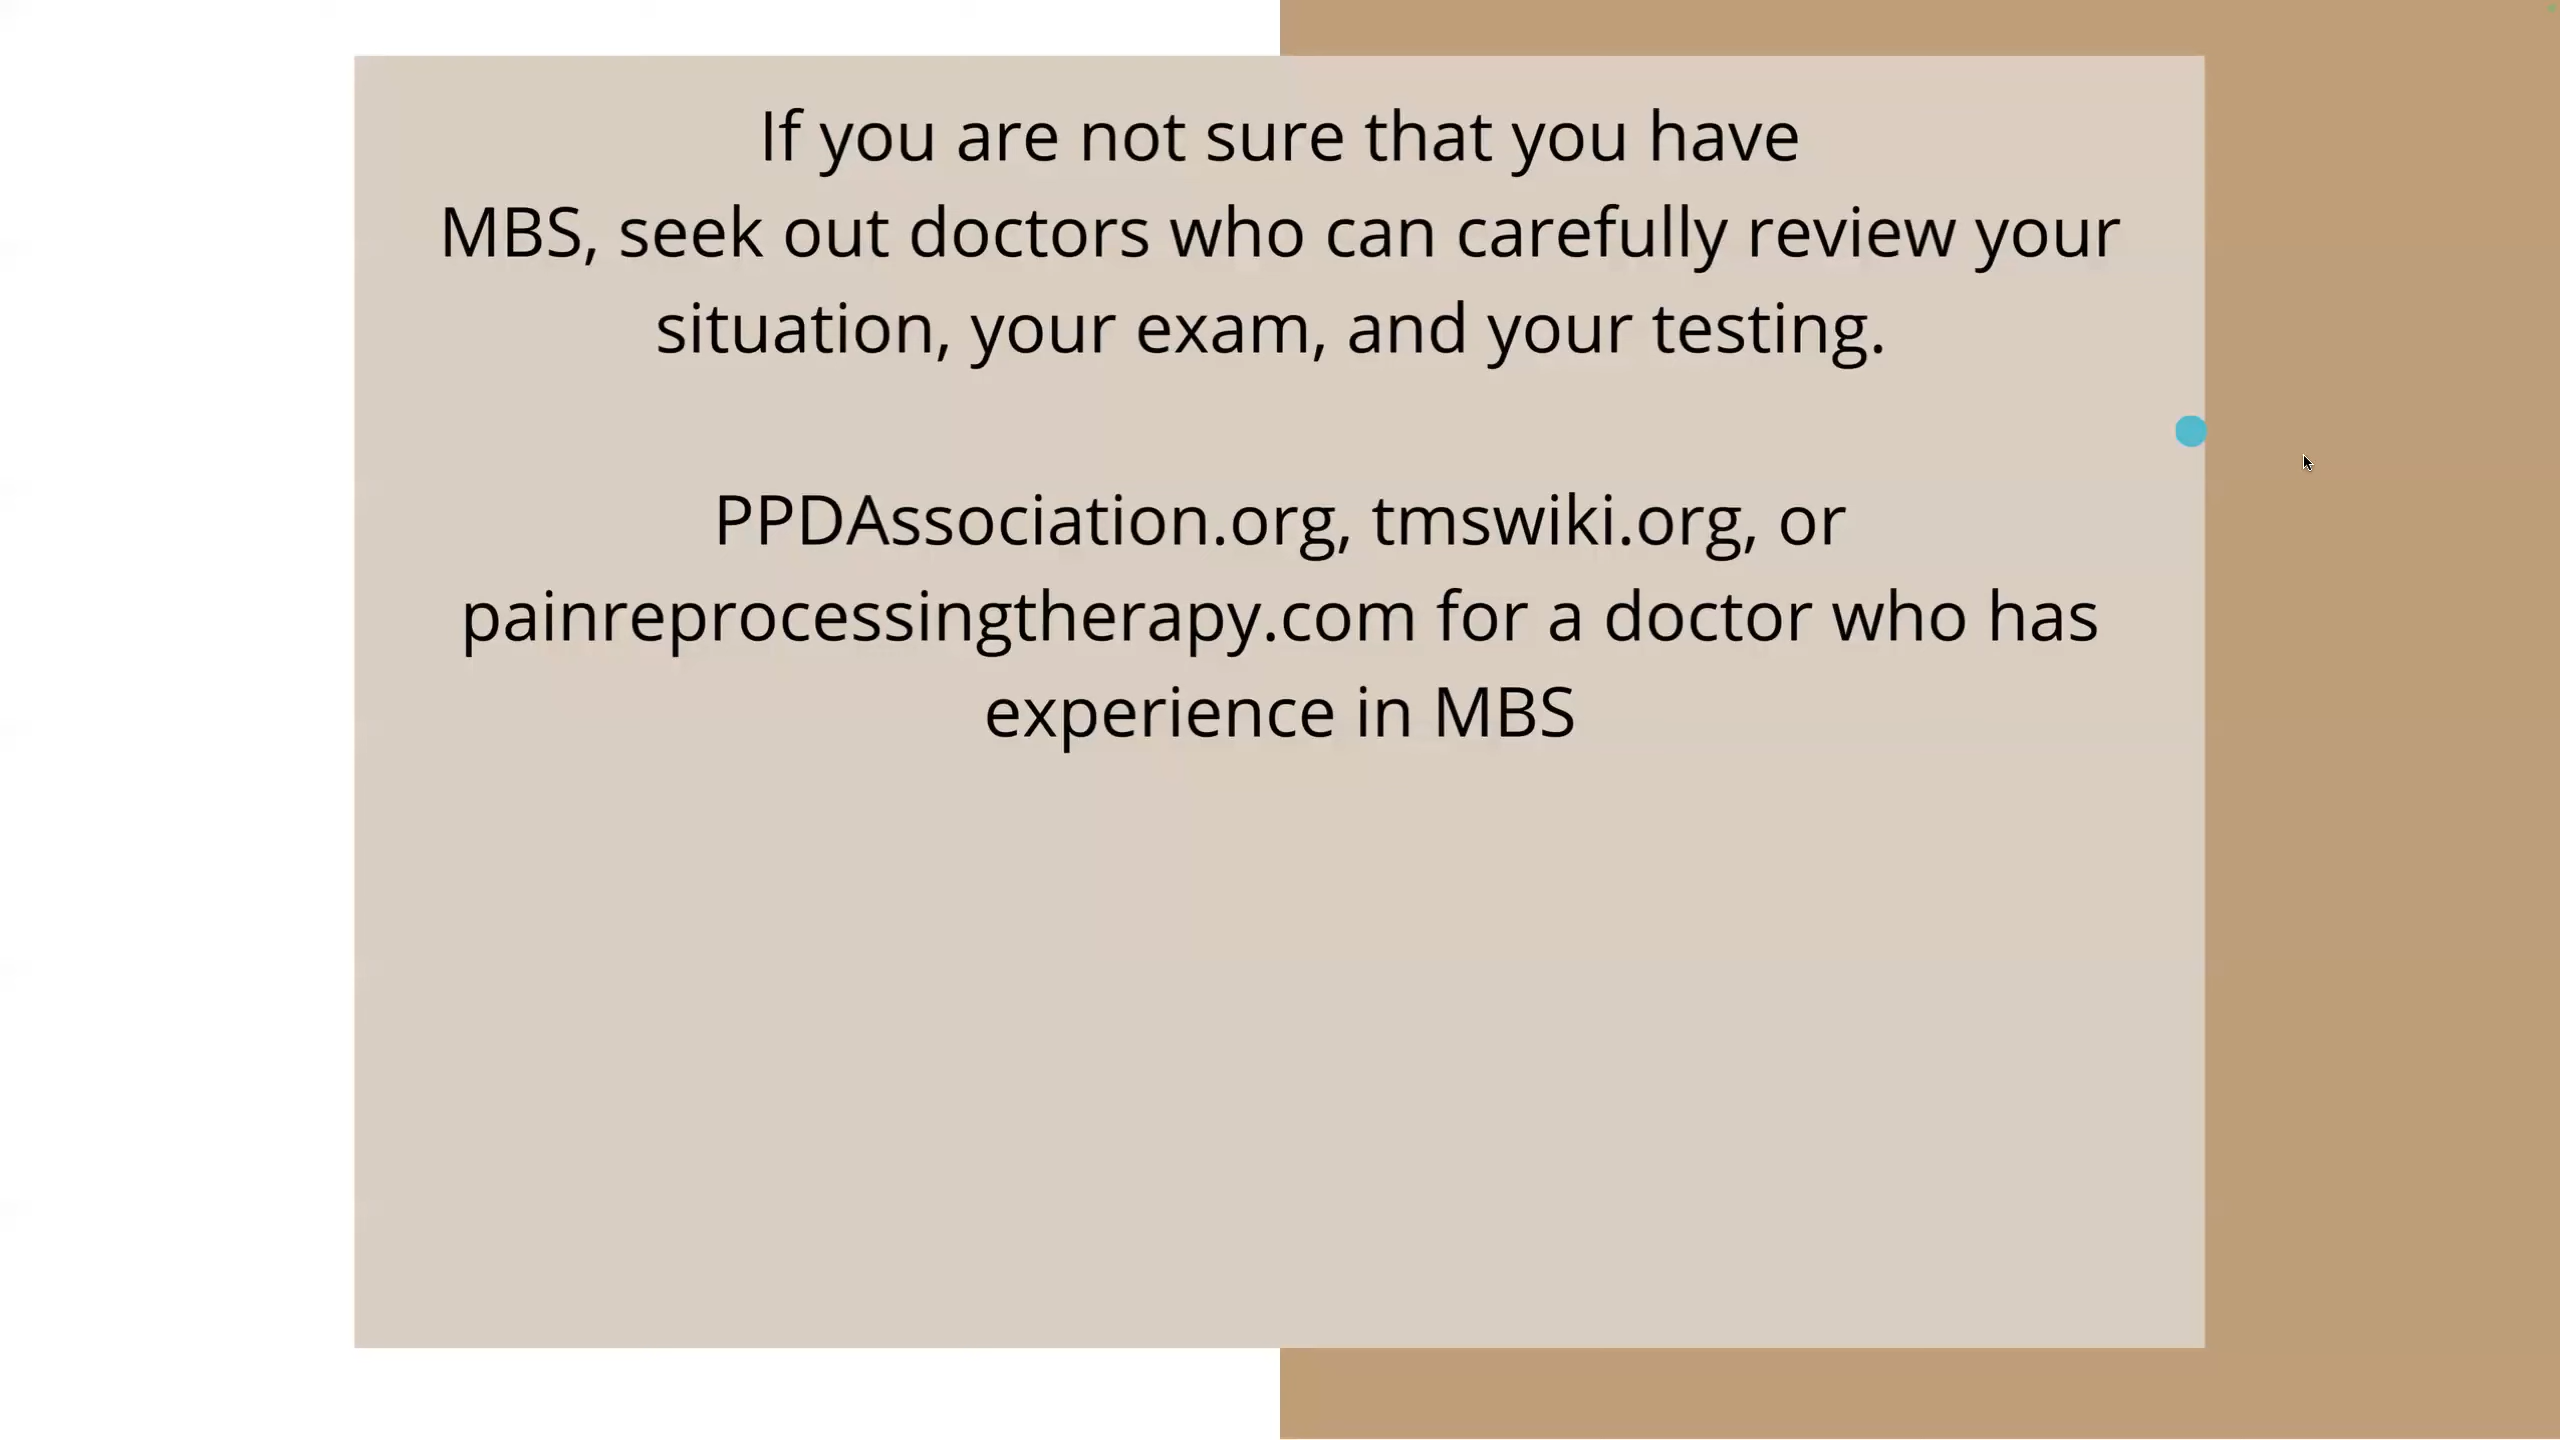 If you are not sure that you have
MBS, seek out doctors who can carefully review your
situation, your exam, and your testing.
PPDAssociation.org, tmswiki.org, or
painreprocessingtherapy.com for a doctor who has
experience in MBS